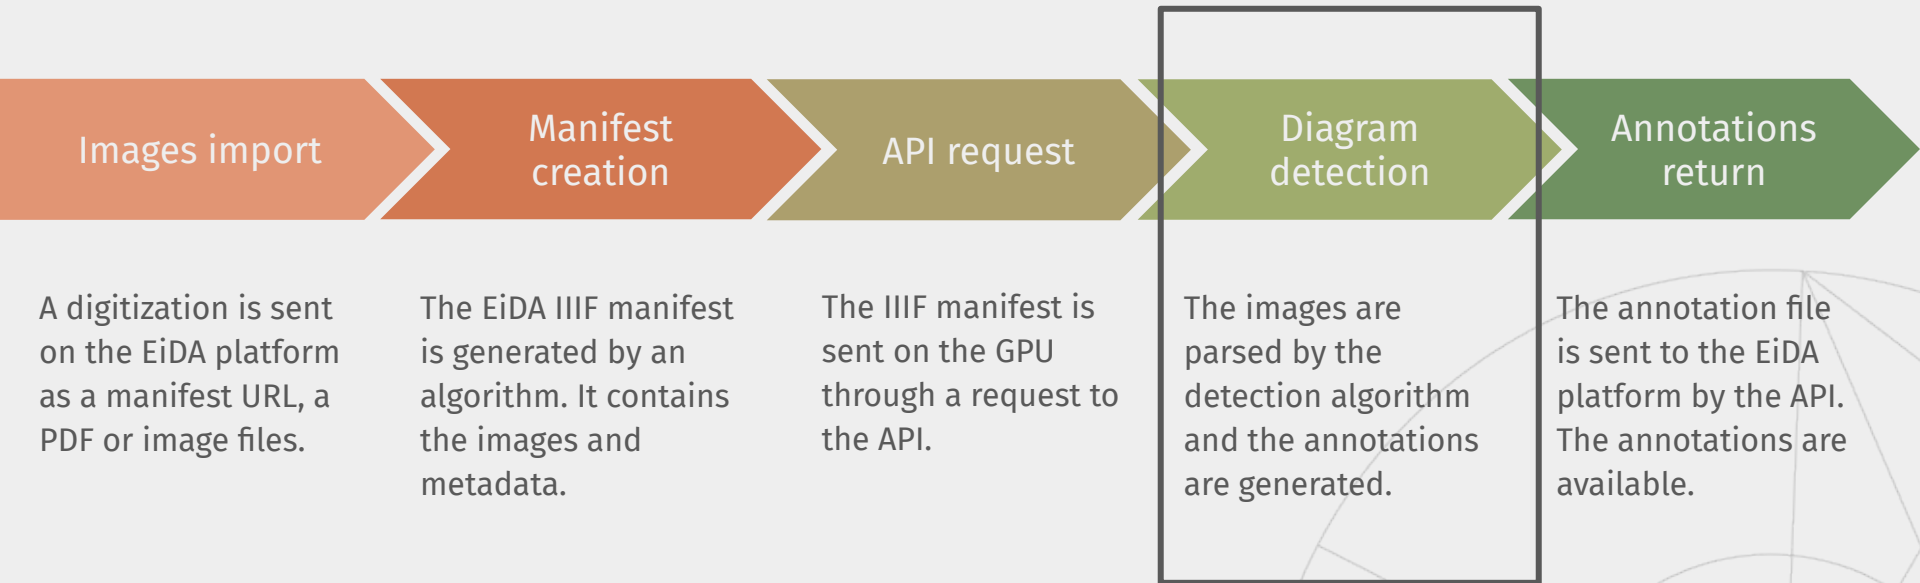 Images import
Manifest
creation
API request
Diagram
detection
Annotations
return
A digitization is sent
on the EiDA platform
as a manifest URL, a
PDF or image files.
The EiDA IIIF manifest
is generated by an
algorithm. It contains
the images and
metadata.
The IIIF manifest is
sent on the GPU
through a request to
the API.
The images are
parsed by the
detection algorithm
and the annotations
are generated.
The annotation file
is sent to the EiDA
platform by the API.
The annotations are
available.